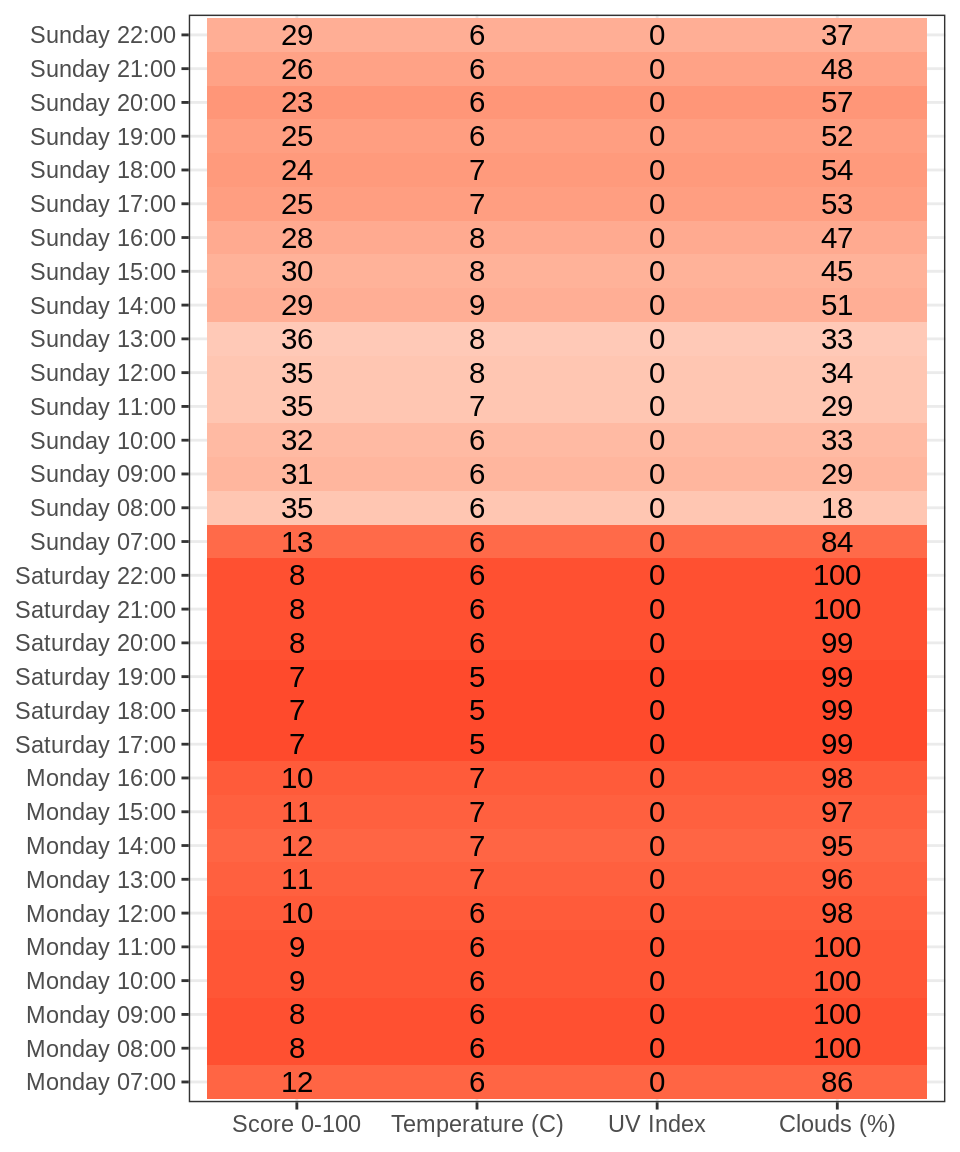 Sunday 22:00 29 6 0 37
Sunday 21:00 26 6 0 48
Sunday 20:00 23 6 0 57
Sunday 19:00 25 6 0 52
Sunday 18:00 24 7 0 54
Sunday 17:00 25 7 0 53
Sunday 16:00 28 8 0 47
Sunday 15:00 30 8 0 45
Sunday 14:00 29 9 0 51
Sunday 13:00 36 8 0 33
Sunday 12:00 35 8 0 34
Sunday 11:00 35 7 0 29
Sunday 10:00 32 6 0 33
Sunday 09:00 31 6 0 29
Sunday 08:00 35 6 0 18
Sunday 07:00 13 6 0 84
Saturday 22:00 8 6 0 100
Saturday 21:00 8 6 0 100
Saturday 20:00 8 6 0 99
Saturday 19:00 7 5 0 99
Saturday 18:00 7 5 0 99
Saturday 17:00 7 5 0 99
Monday 16:00 10 7 0 98
Monday 15:00 11 7 0 97
Monday 14:00 12 7 0 95
Monday 13:00 11 7 0 96
Monday 12:00 10 6 0 98
Monday 11:00 9 6 0 100
Monday 10:00 9 6 0 100
Monday 09:00 8 6 0 100
Monday 08:00 8 6 0 100
Monday 07:00 12 6 0 86
Score 0-100 Temperature (C) UV Index Clouds (%)